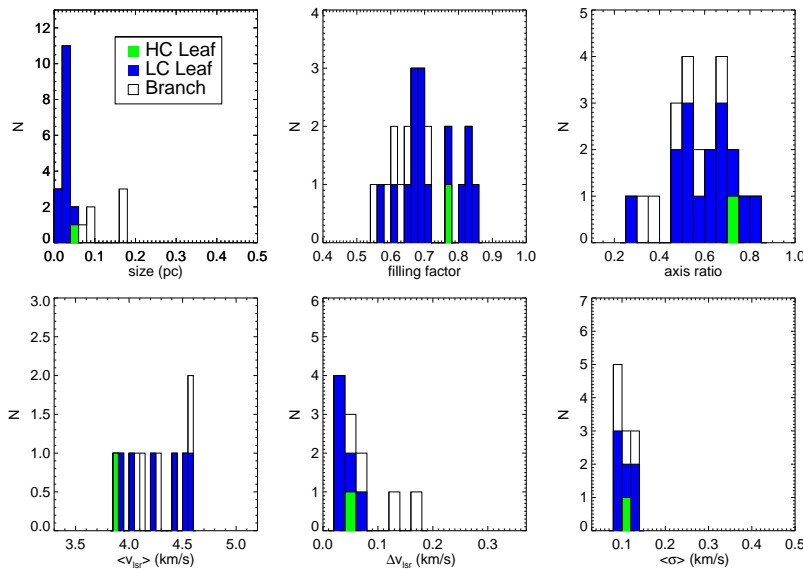 13
10
8
6
4
2
0
N
0.0 0.1 0.2 0.3 0.4 0.5
size (pc)
HC Leaf
LC Leaf
Branch
4
3
2
1
0
N
0.4 0.5 0.6 0.7 0.8 0.9 1.0
filling factor
5
4
3
2
1
0
N
0.2 0.4 0.6 0.8 1.0
axis ratio
3.0
2.5
2.0
1.5
1.0
0.5
0.0
N
3.5 4.0 4.5 5.0
<v_lsr> (km/s)
6
5
4
3
2
1
0
N
0.0 0.1 0.2 0.3
Δv_lsr (km/s)
7
6
5
4
3
2
1
0
N
0.1 0.2 0.3 0.4 0.5
<σ> (km/s)